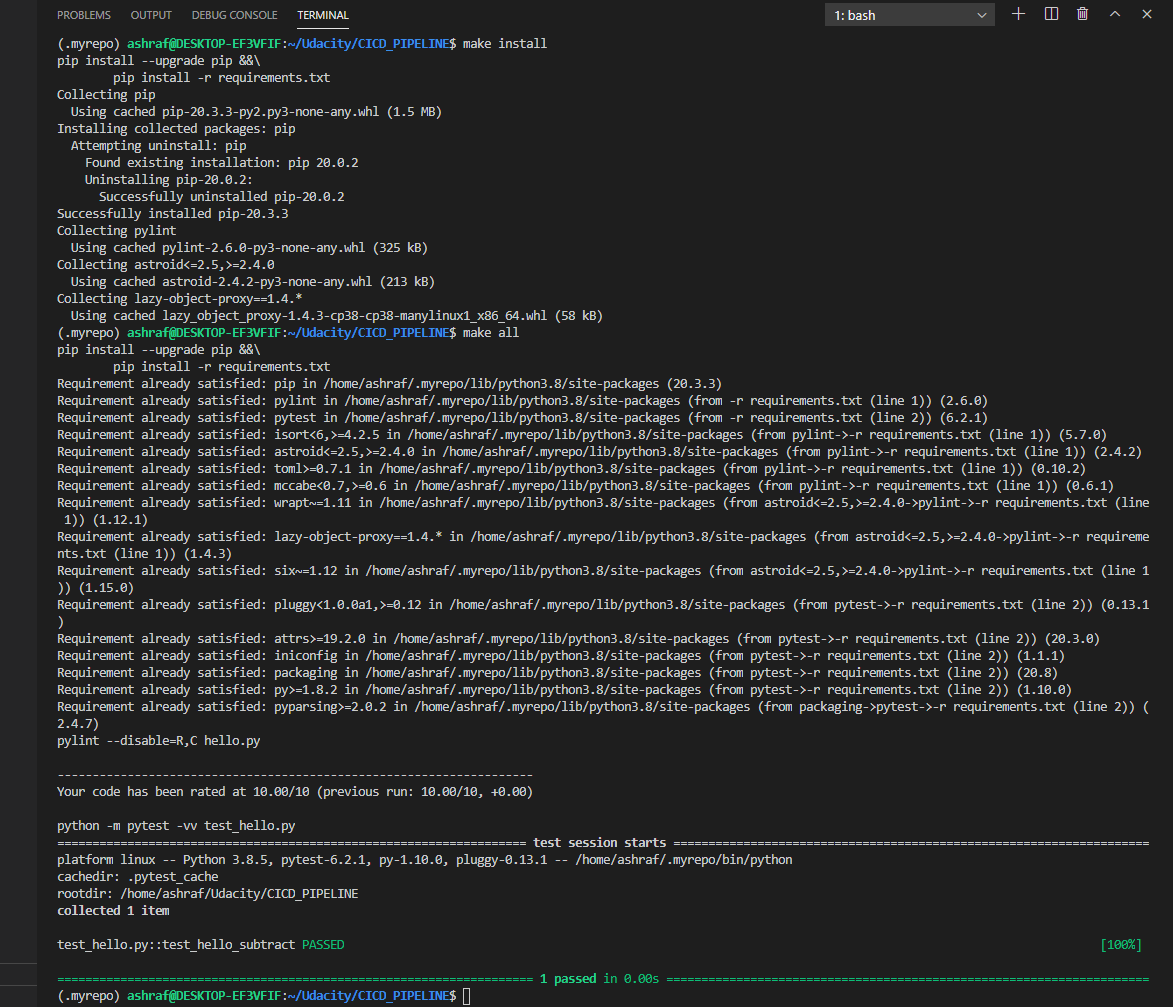 PROBLEMS OUTPUT DEBUG CONSOLE TERMINAL 1: bash
(.myrepo) ashraf@DESKTOP-EF3VFIF:~/Udacity/CICD_PIPELINE$ make install
pip install --upgrade pip &&\
        pip install -r requirements.txt
Collecting pip
  Using cached pip-20.3.3-py2.py3-none-any.whl (1.5 MB)
Installing collected packages: pip
  Attempting uninstall: pip
    Found existing installation: pip 20.0.2
    Uninstalling pip-20.0.2:
      Successfully uninstalled pip-20.0.2
Successfully installed pip-20.3.3
Collecting pylint
  Using cached pylint-2.6.0-py3-none-any.whl (325 kB)
Collecting astroid<=2.5,>=2.4.0
  Using cached astroid-2.4.2-py3-none-any.whl (213 kB)
Collecting lazy-object-proxy==1.4.*
  Using cached lazy_object_proxy-1.4.3-cp38-cp38-manylinux1_x86_64.whl (58 kB)
(.myrepo) ashraf@DESKTOP-EF3VFIF:~/Udacity/CICD_PIPELINE$ make all
pip install --upgrade pip &&\
        pip install -r requirements.txt
Requirement already satisfied: pip in /home/ashraf/.myrepo/lib/python3.8/site-packages (20.3.3)
Requirement already satisfied: pylint in /home/ashraf/.myrepo/lib/python3.8/site-packages (from -r requirements.txt (line 1)) (2.6.0)
Requirement already satisfied: pytest in /home/ashraf/.myrepo/lib/python3.8/site-packages (from -r requirements.txt (line 2)) (6.2.1)
Requirement already satisfied: isort<6,>=4.2.5 in /home/ashraf/.myrepo/lib/python3.8/site-packages (from pylint->-r requirements.txt (line 1)) (5.7.0)
Requirement already satisfied: astroid<=2.5,>=2.4.0 in /home/ashraf/.myrepo/lib/python3.8/site-packages (from pylint->-r requirements.txt (line 1)) (2.4.2)
Requirement already satisfied: toml>=0.7.1 in /home/ashraf/.myrepo/lib/python3.8/site-packages (from pylint->-r requirements.txt (line 1)) (0.10.2)
Requirement already satisfied: mccabe<0.7,>=0.6 in /home/ashraf/.myrepo/lib/python3.8/site-packages (from pylint->-r requirements.txt (line 1)) (0.6.1)
Requirement already satisfied: wrapt~=1.11 in /home/ashraf/.myrepo/lib/python3.8/site-packages (from astroid<=2.5,>=2.4.0->pylint->-r requirements.txt (line
 1)) (1.12.1)
Requirement already satisfied: lazy-object-proxy==1.4.* in /home/ashraf/.myrepo/lib/python3.8/site-packages (from astroid<=2.5,>=2.4.0->pylint->-r requireme
nts.txt (line 1)) (1.4.3)
Requirement already satisfied: six~=1.12 in /home/ashraf/.myrepo/lib/python3.8/site-packages (from astroid<=2.5,>=2.4.0->pylint->-r requirements.txt (line 1
)) (1.15.0)
Requirement already satisfied: pluggy<1.0.0a1,>=0.12 in /home/ashraf/.myrepo/lib/python3.8/site-packages (from pytest->-r requirements.txt (line 2)) (0.13.1
)
Requirement already satisfied: attrs>=19.2.0 in /home/ashraf/.myrepo/lib/python3.8/site-packages (from pytest->-r requirements.txt (line 2)) (20.3.0)
Requirement already satisfied: iniconfig in /home/ashraf/.myrepo/lib/python3.8/site-packages (from pytest->-r requirements.txt (line 2)) (1.1.1)
Requirement already satisfied: packaging in /home/ashraf/.myrepo/lib/python3.8/site-packages (from pytest->-r requirements.txt (line 2)) (20.8)
Requirement already satisfied: py>=1.8.2 in /home/ashraf/.myrepo/lib/python3.8/site-packages (from pytest->-r requirements.txt (line 2)) (1.10.0)
Requirement already satisfied: pyparsing>=2.0.2 in /home/ashraf/.myrepo/lib/python3.8/site-packages (from packaging->pytest->-r requirements.txt (line 2)) (
2.4.7)
pylint --disable=R,C hello.py
--------------------------------------------------------------------
Your code has been rated at 10.00/10 (previous run: 10.00/10, +0.00)
python -m pytest -vv test_hello.py
=================================================================== test session starts ====================================================================
platform linux -- Python 3.8.5, pytest-6.2.1, py-1.10.0, pluggy-0.13.1 -- /home/ashraf/.myrepo/bin/python
cachedir: .pytest_cache
rootdir: /home/ashraf/Udacity/CICD_PIPELINE
collected 1 item
test_hello.py::test_hello_subtract PASSED [100%]
==================================================================== 1 passed in 0.00s =====================================================================
(.myrepo) ashraf@DESKTOP-EF3VFIF:~/Udacity/CICD_PIPELINE$